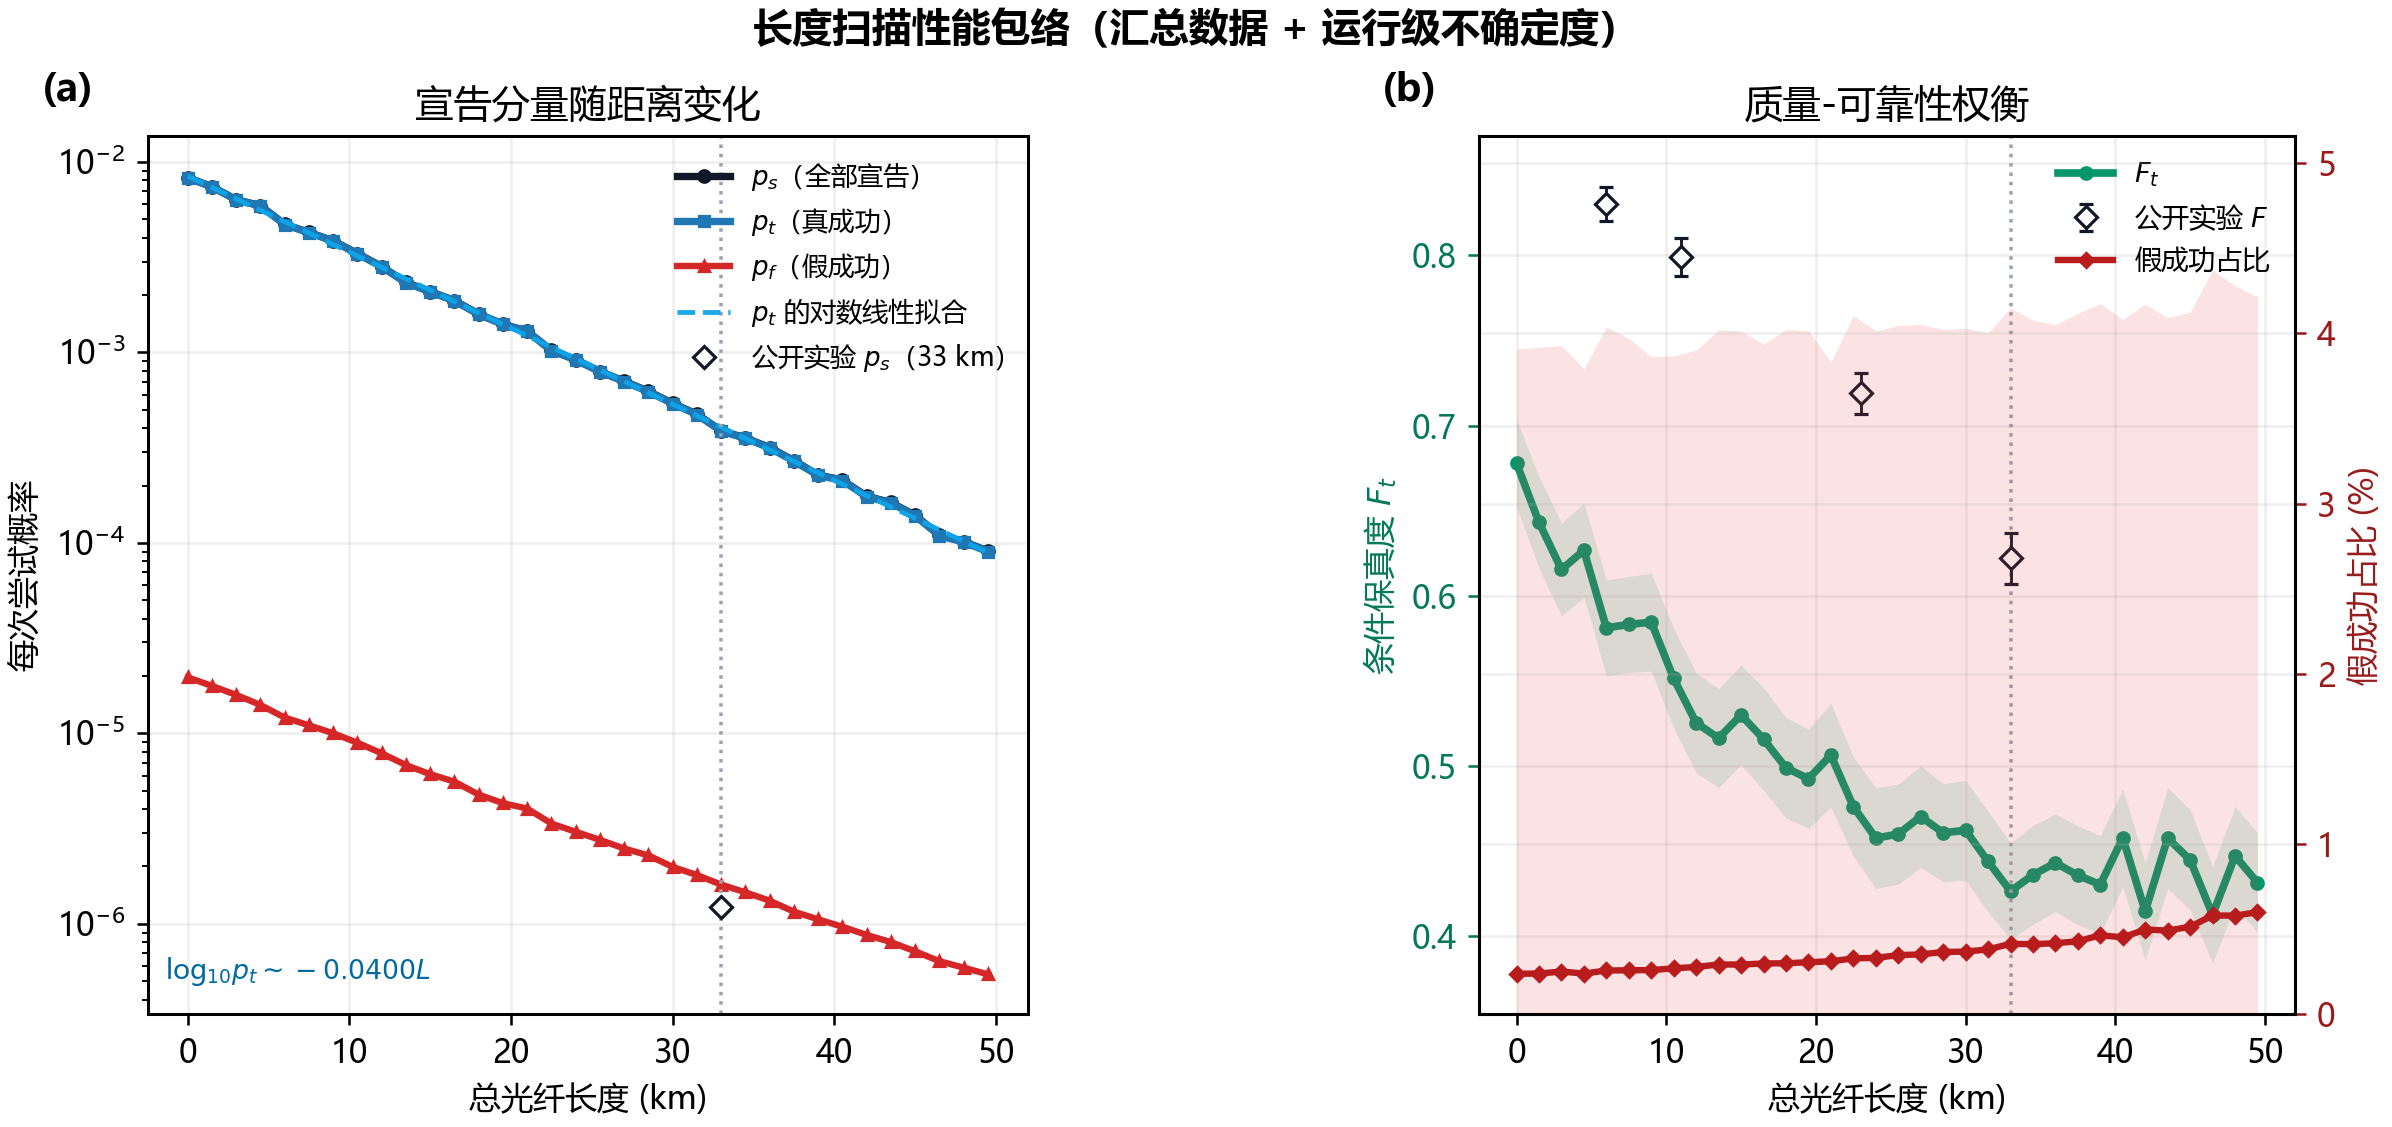 长度扫描性能包络（汇总数据 + 运行级不确定度）
(a)
宣告分量随距离变化
每次尝试概率
10⁻²
10⁻³
10⁻⁴
10⁻⁵
10⁻⁶
pₛ（全部宣告）
pₜ（真成功）
p_f（假成功）
pₜ 的对数线性拟合
公开实验 pₛ（33 km）
log₁₀pₜ ~ −0.0400L
0 10 20 30 40 50
总光纤长度 (km)
(b)
质量-可靠性权衡
条件保真度 Fₜ
0.8
0.7
0.6
0.5
0.4
Fₜ
公开实验 F
假成功占比
5
4
3
2
1
0
假成功占比 (%)
0 10 20 30 40 50
总光纤长度 (km)